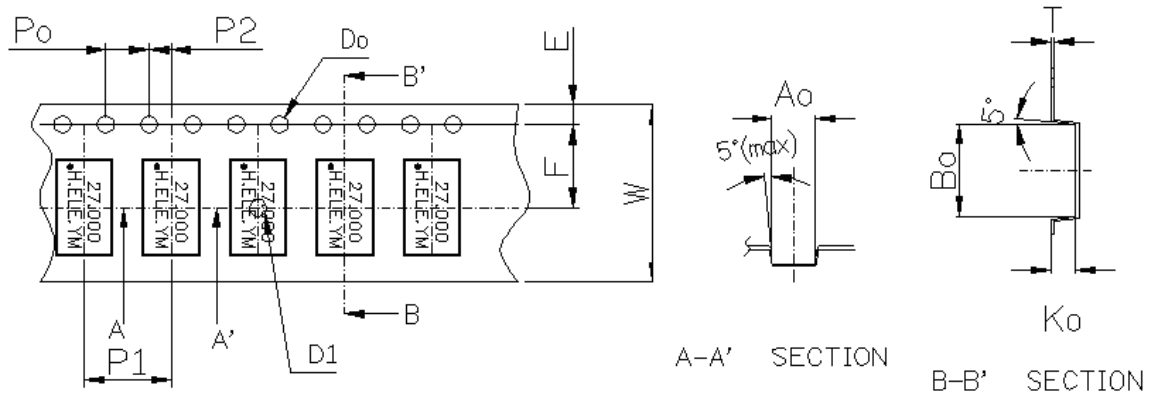 Po P2 Do E
B'
27.000
•H.ELE.YM
27.000
•H.ELE.YM
27.000
•H.ELE.YM
27.000
•H.ELE.YM
27.000
•H.ELE.YM
F
W
A A' D1 B
P1
Ao
5°(max)
A-A' SECTION
T
5°
Bo
Ko
B-B' SECTION